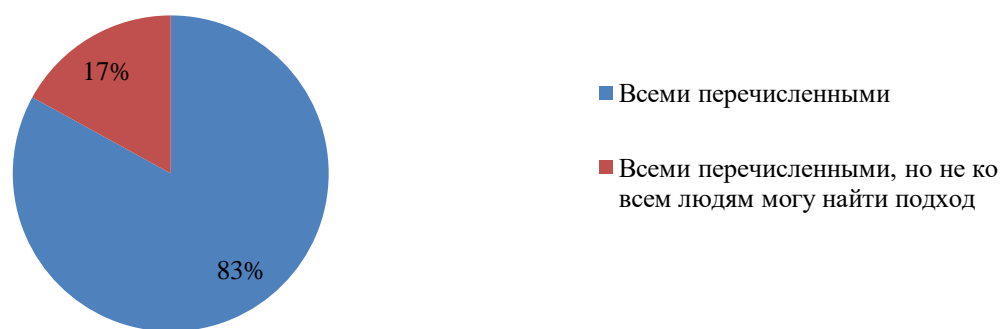 17%
83%
Всеми перечисленными
Всеми перечисленными, но не ко
всем людям могу найти подход